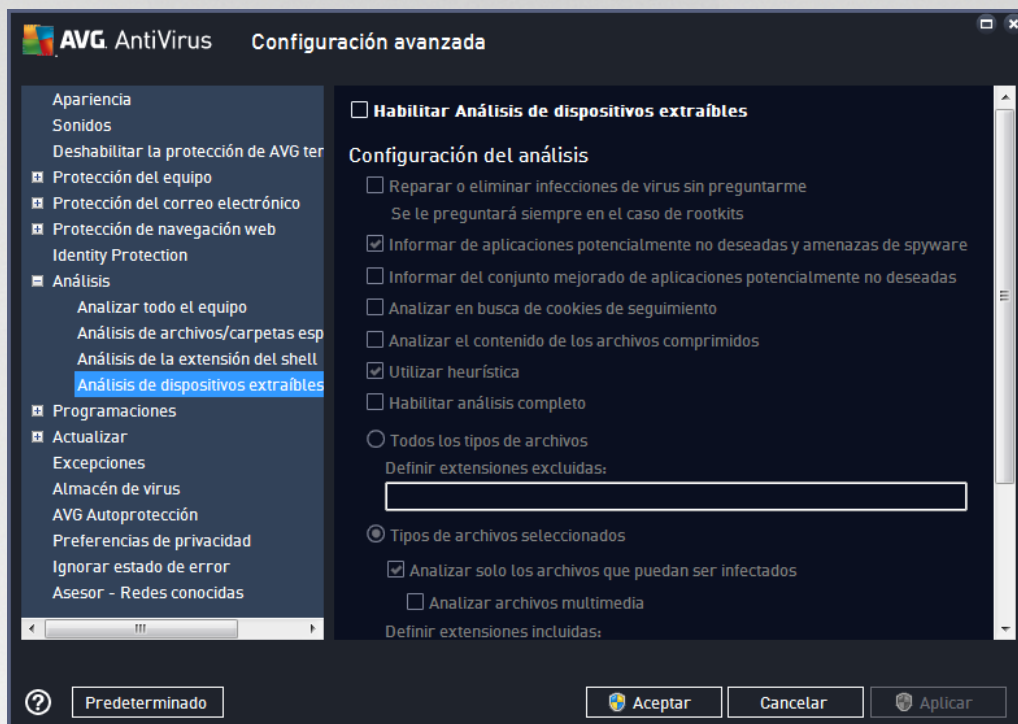 AVG. AntiVirus
Configuración avanzada
Apariencia
Sonidos
Deshabilitar la protección de AVG ter
Protección del equipo
Protección del correo electrónico
Protección de navegación web
Identity Protection
Análisis
Analizar todo el equipo
Análisis de archivos/carpetas esp
Análisis de la extensión del shell
Análisis de dispositivos extraíbles
Programaciones
Actualizar
Excepciones
Almacén de virus
AVG Autoprotección
Preferencias de privacidad
Ignorar estado de error
Asesor - Redes conocidas
Habilitar Análisis de dispositivos extraíbles
Configuración del análisis
Reparar o eliminar infecciones de virus sin preguntarme
Se le preguntará siempre en el caso de rootkits
Informar de aplicaciones potencialmente no deseadas y amenazas de spyware
Informar del conjunto mejorado de aplicaciones potencialmente no deseadas
Analizar en busca de cookies de seguimiento
Analizar el contenido de los archivos comprimidos
Utilizar heurística
Habilitar análisis completo
Todos los tipos de archivos
Definir extensiones excluidas:
Tipos de archivos seleccionados
Analizar solo los archivos que puedan ser infectados
Analizar archivos multimedia
Definir extensiones incluidas:
?
Predeterminado
Aceptar
Cancelar
Aplicar